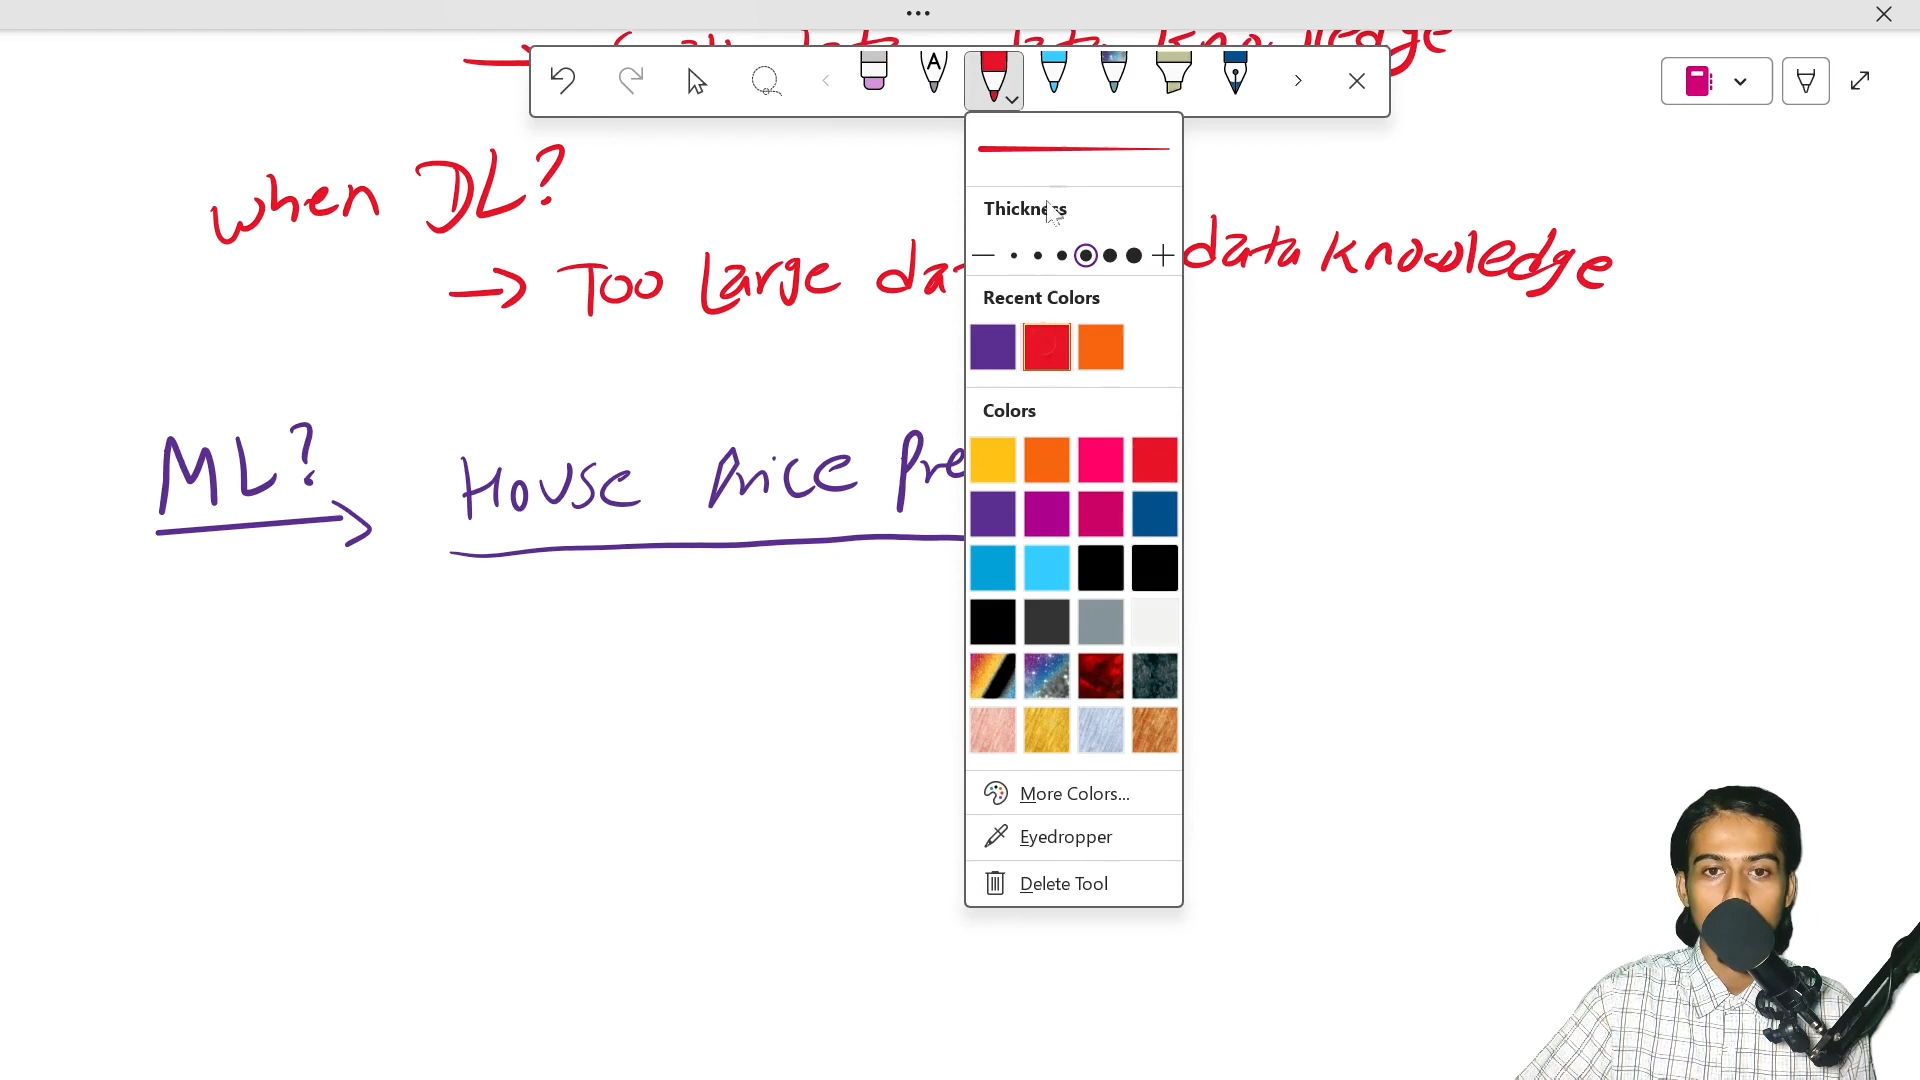 knowledge
when DL?
Thickness
→ Too Large da data knowledge
Recent Colors
Colors
ML? House Price Pre
More Colors...
Eyedropper
Delete Tool